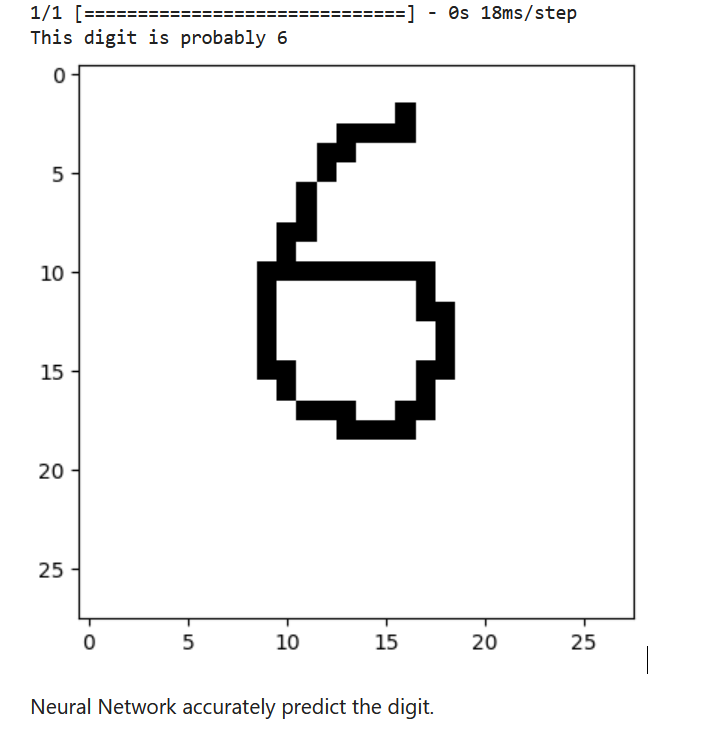 1/1 [==============================] - 0s 18ms/step
This digit is probably 6
0
5
10
15
20
25
0 5 10 15 20 25
Neural Network accurately predict the digit.